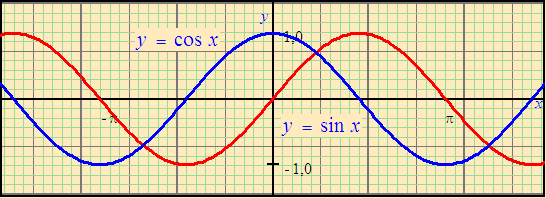 y
1,0
y = cos x
-π
π
x
y = sin x
-1,0